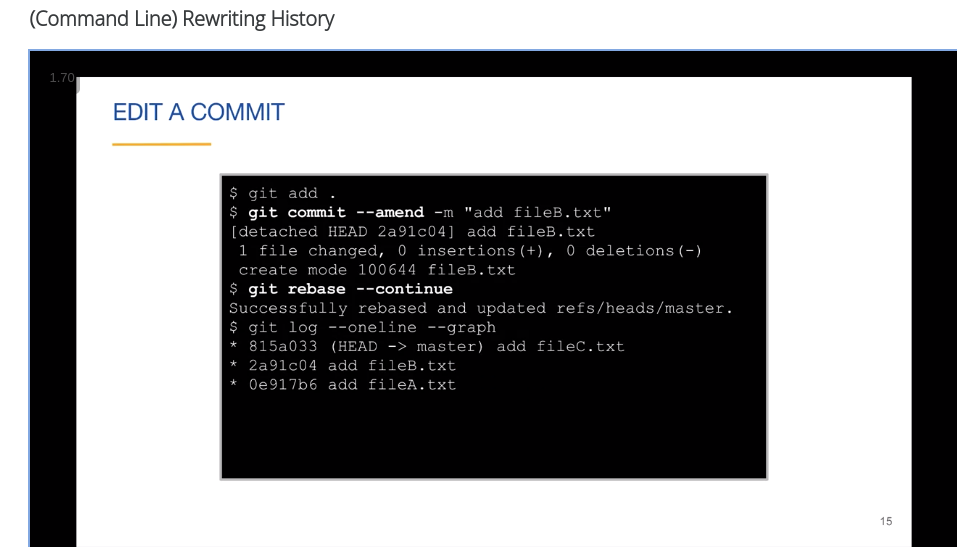 (Command Line) Rewriting History
1.70
EDIT A COMMIT
$ git add .
$ git commit --amend -m "add fileB.txt"
[detached HEAD 2a91c04] add fileB.txt
1 file changed, 0 insertions(+), 0 deletions(-)
create mode 100644 fileB.txt
$ git rebase --continue
Successfully rebased and updated refs/heads/master.
$ git log --oneline --graph
* 815a033 (HEAD -> master) add fileC.txt
* 2a91c04 add fileB.txt
* 0e917b6 add fileA.txt
15